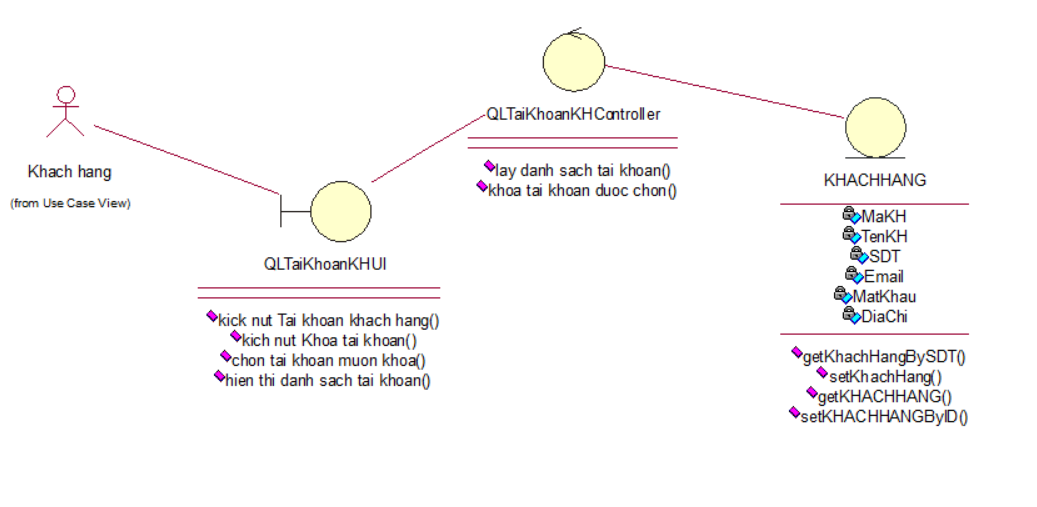 Khach hang
(from Use Case View)
QLTaiKhoanKHUI
kick nut Tai khoan khach hang()
kich nut Khoa tai khoan()
chon tai khoan muon khoa()
hien thi danh sach tai khoan()
QLTaiKhoanKHController
lay danh sach tai khoan()
khoa tai khoan duoc chon()
KHACHHANG
MaKH
TenKH
SDT
Email
MatKhau
DiaChi
getKhachHangBySDT()
setKhachHang()
getKHACHHANG()
setKHACHHANGByID()